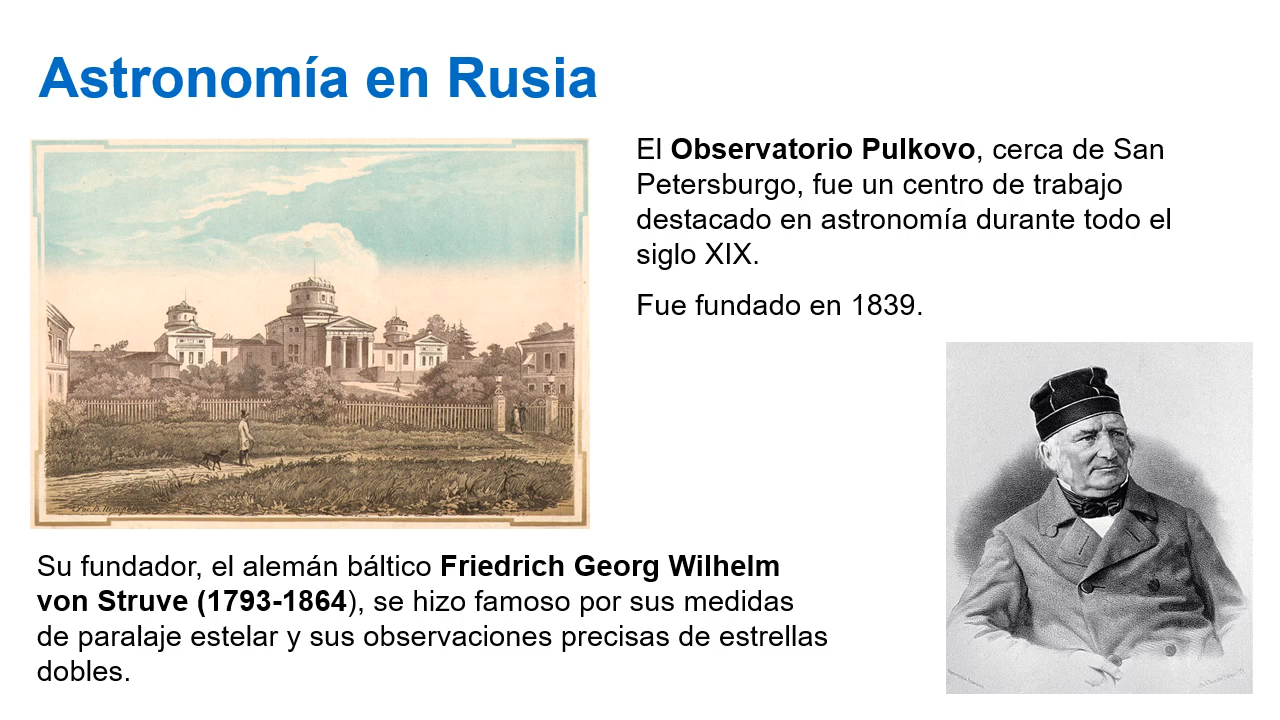 Astronomía en Rusia
El Observatorio Pulkovo, cerca de San
Petersburgo, fue un centro de trabajo
destacado en astronomía durante todo el
siglo XIX.
Fue fundado en 1839.
Su fundador, el alemán báltico Friedrich Georg Wilhelm
von Struve (1793-1864), se hizo famoso por sus medidas
de paralaje estelar y sus observaciones precisas de estrellas
dobles.